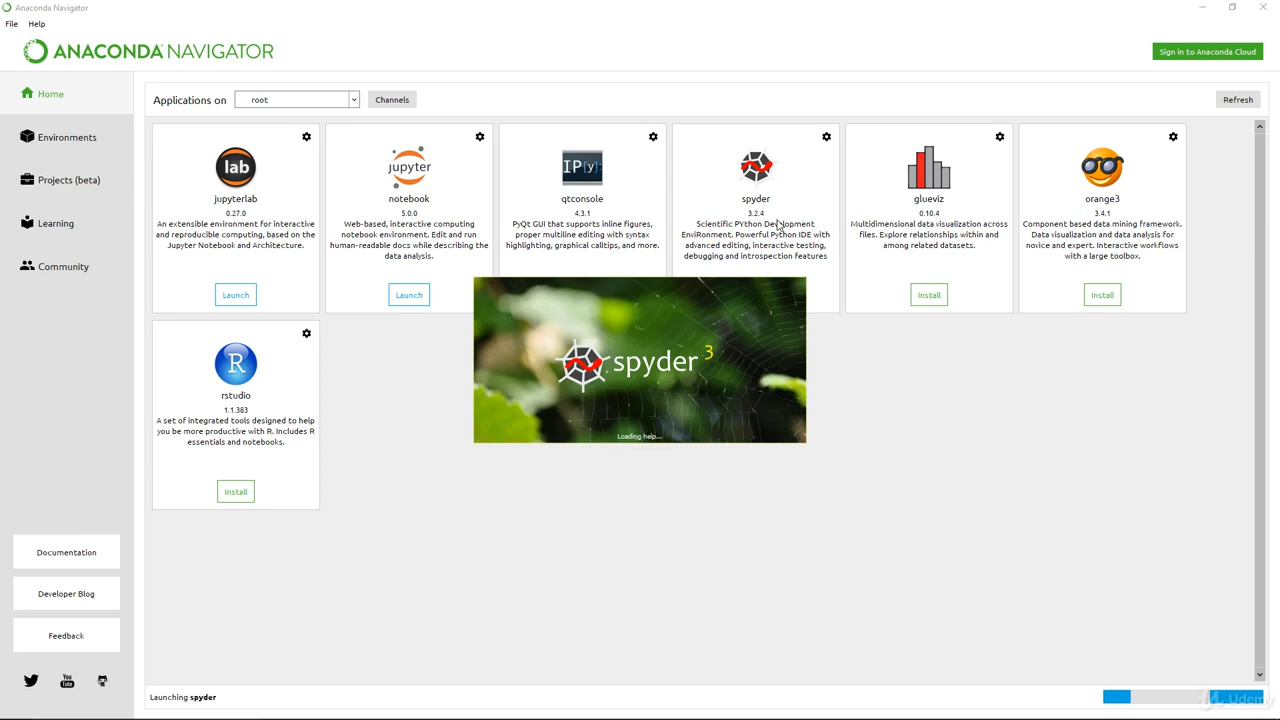 Anaconda Navigator
File Help
ANACONDA NAVIGATOR
Sign in to Anaconda Cloud
Home
Environments
Projects (beta)
Learning
Community
Documentation
Developer Blog
Feedback
You
Tube
Applications on root Channels Refresh
lab
jupyterlab
0.27.0
An extensible environment for interactive
and reproducible computing, based on the
Jupyter Notebook and Architecture.
Launch
jupyter
notebook
5.0.0
Web-based, interactive computing
notebook environment. Edit and run
human-readable docs while describing the
data analysis.
Launch
IP[y]:
qtconsole
4.3.1
PyQt GUI that supports inline figures,
proper multiline editing with syntax
highlighting, graphical calltips, and more.
spyder
3.2.4
Scientific PYthon Development
EnviRonment. Powerful Python IDE with
advanced editing, interactive testing,
debugging and introspection features
glueviz
0.10.4
Multidimensional data visualization across
files. Explore relationships within and
among related datasets.
Install
orange3
3.4.1
Component based data mining framework.
Data visualization and data analysis for
novice and expert. Interactive workflows
with a large toolbox.
Install
R
rstudio
1.1.383
A set of integrated tools designed to help
you be more productive with R. Includes R
essentials and notebooks.
Install
spyder 3
Loading help...
Launching spyder
Udemy